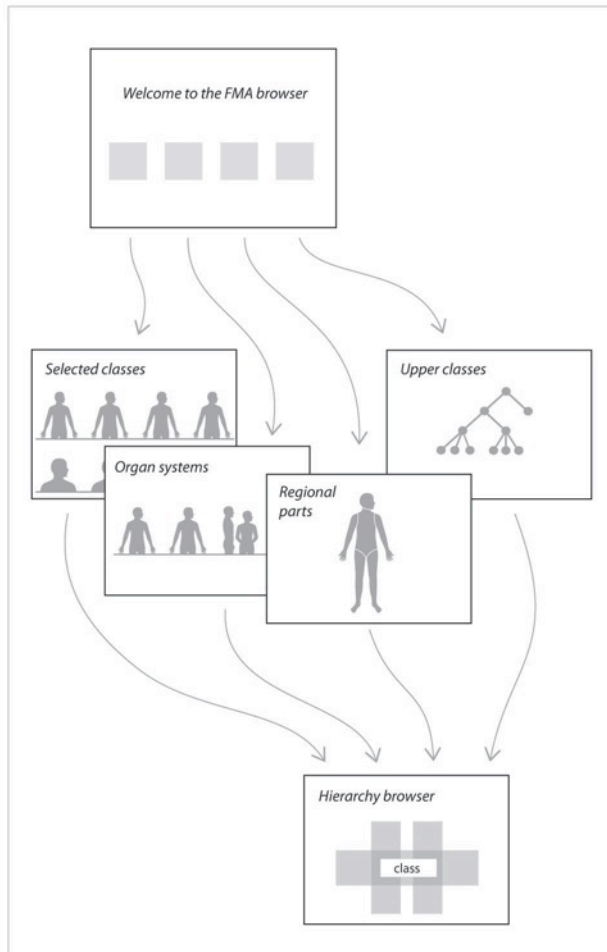 Welcome to the FMA browser
Selected classes
Upper classes
Organ systems
Regional
parts
Hierarchy browser
class